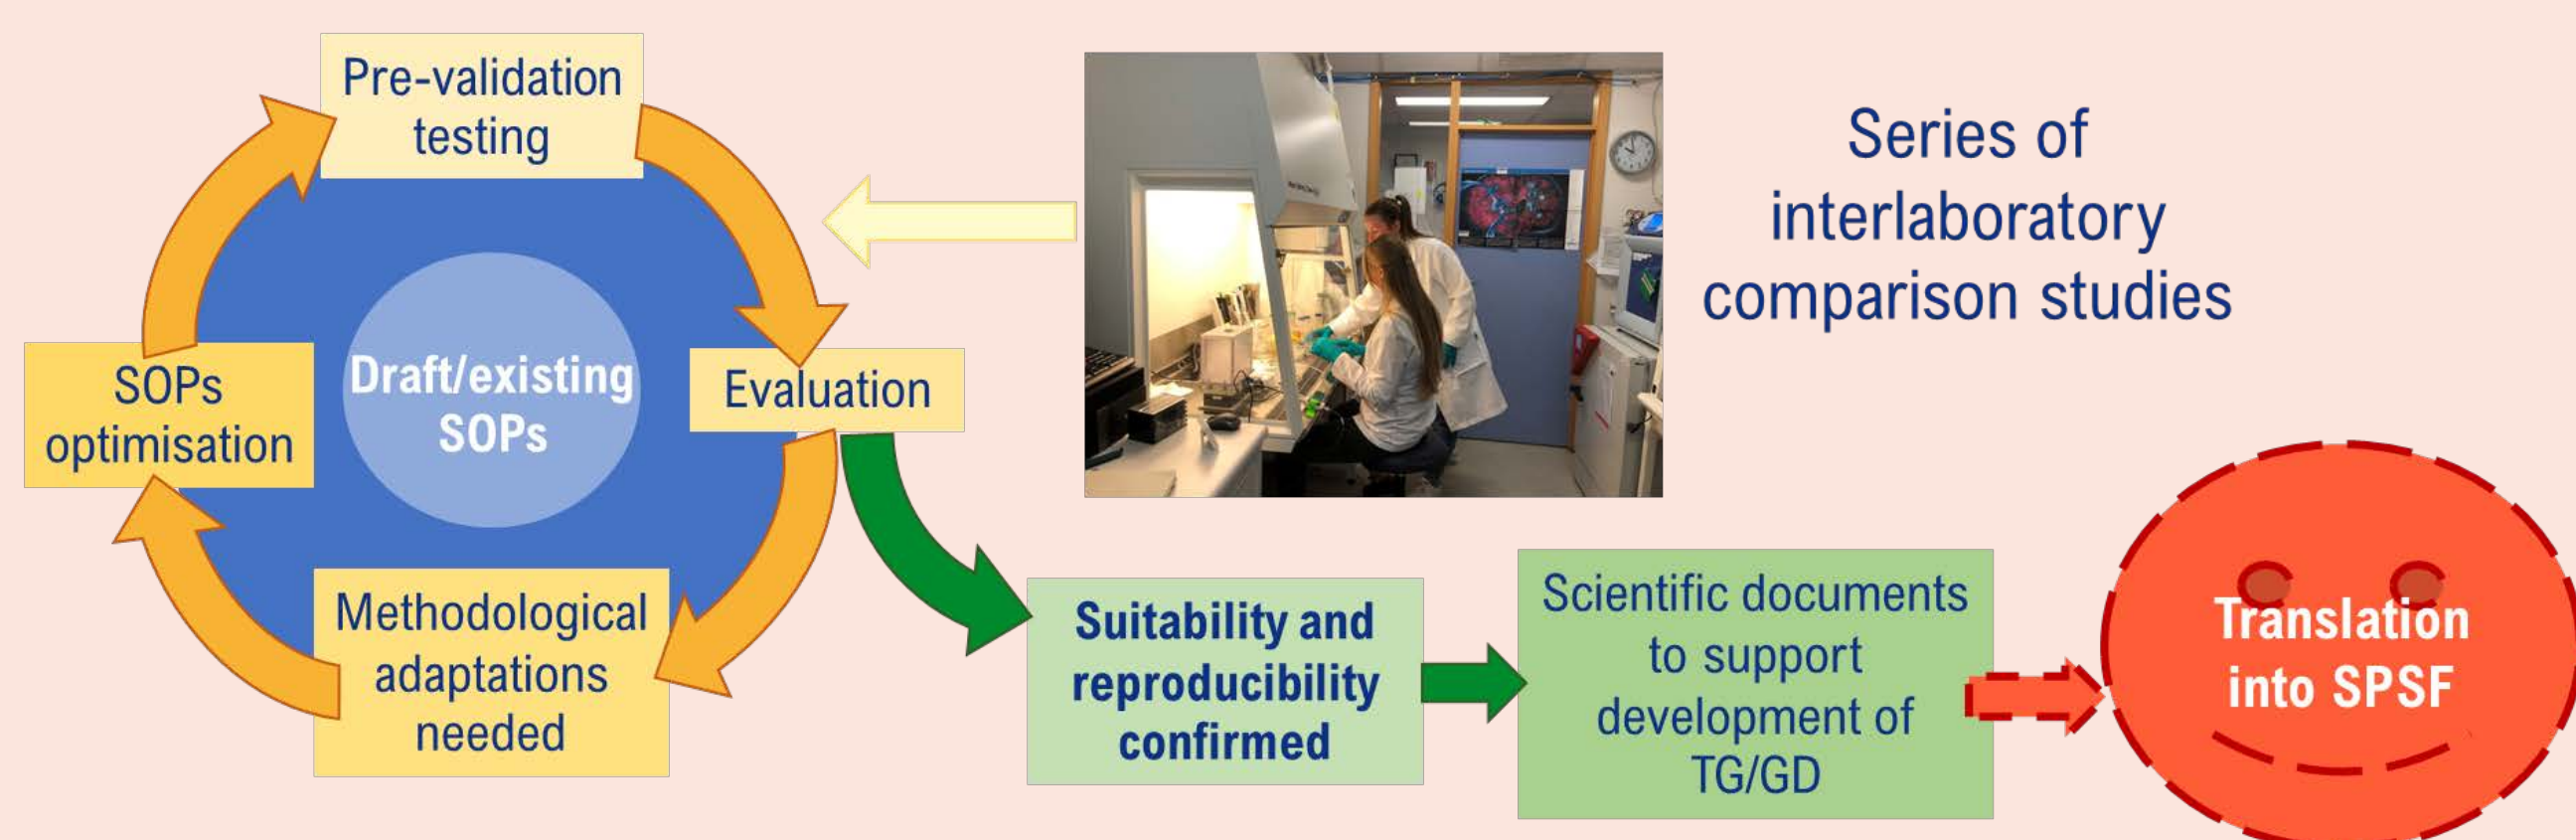 Pre-validation
testing
Evaluation
Methodological
adaptations
needed
SOPs
optimisation
Draft/existing
SOPs
Series of
interlaboratory
comparison studies
Suitability and
reproducibility
confirmed
Scientific documents
to support
development of
TG/GD
Translation
into SPSF